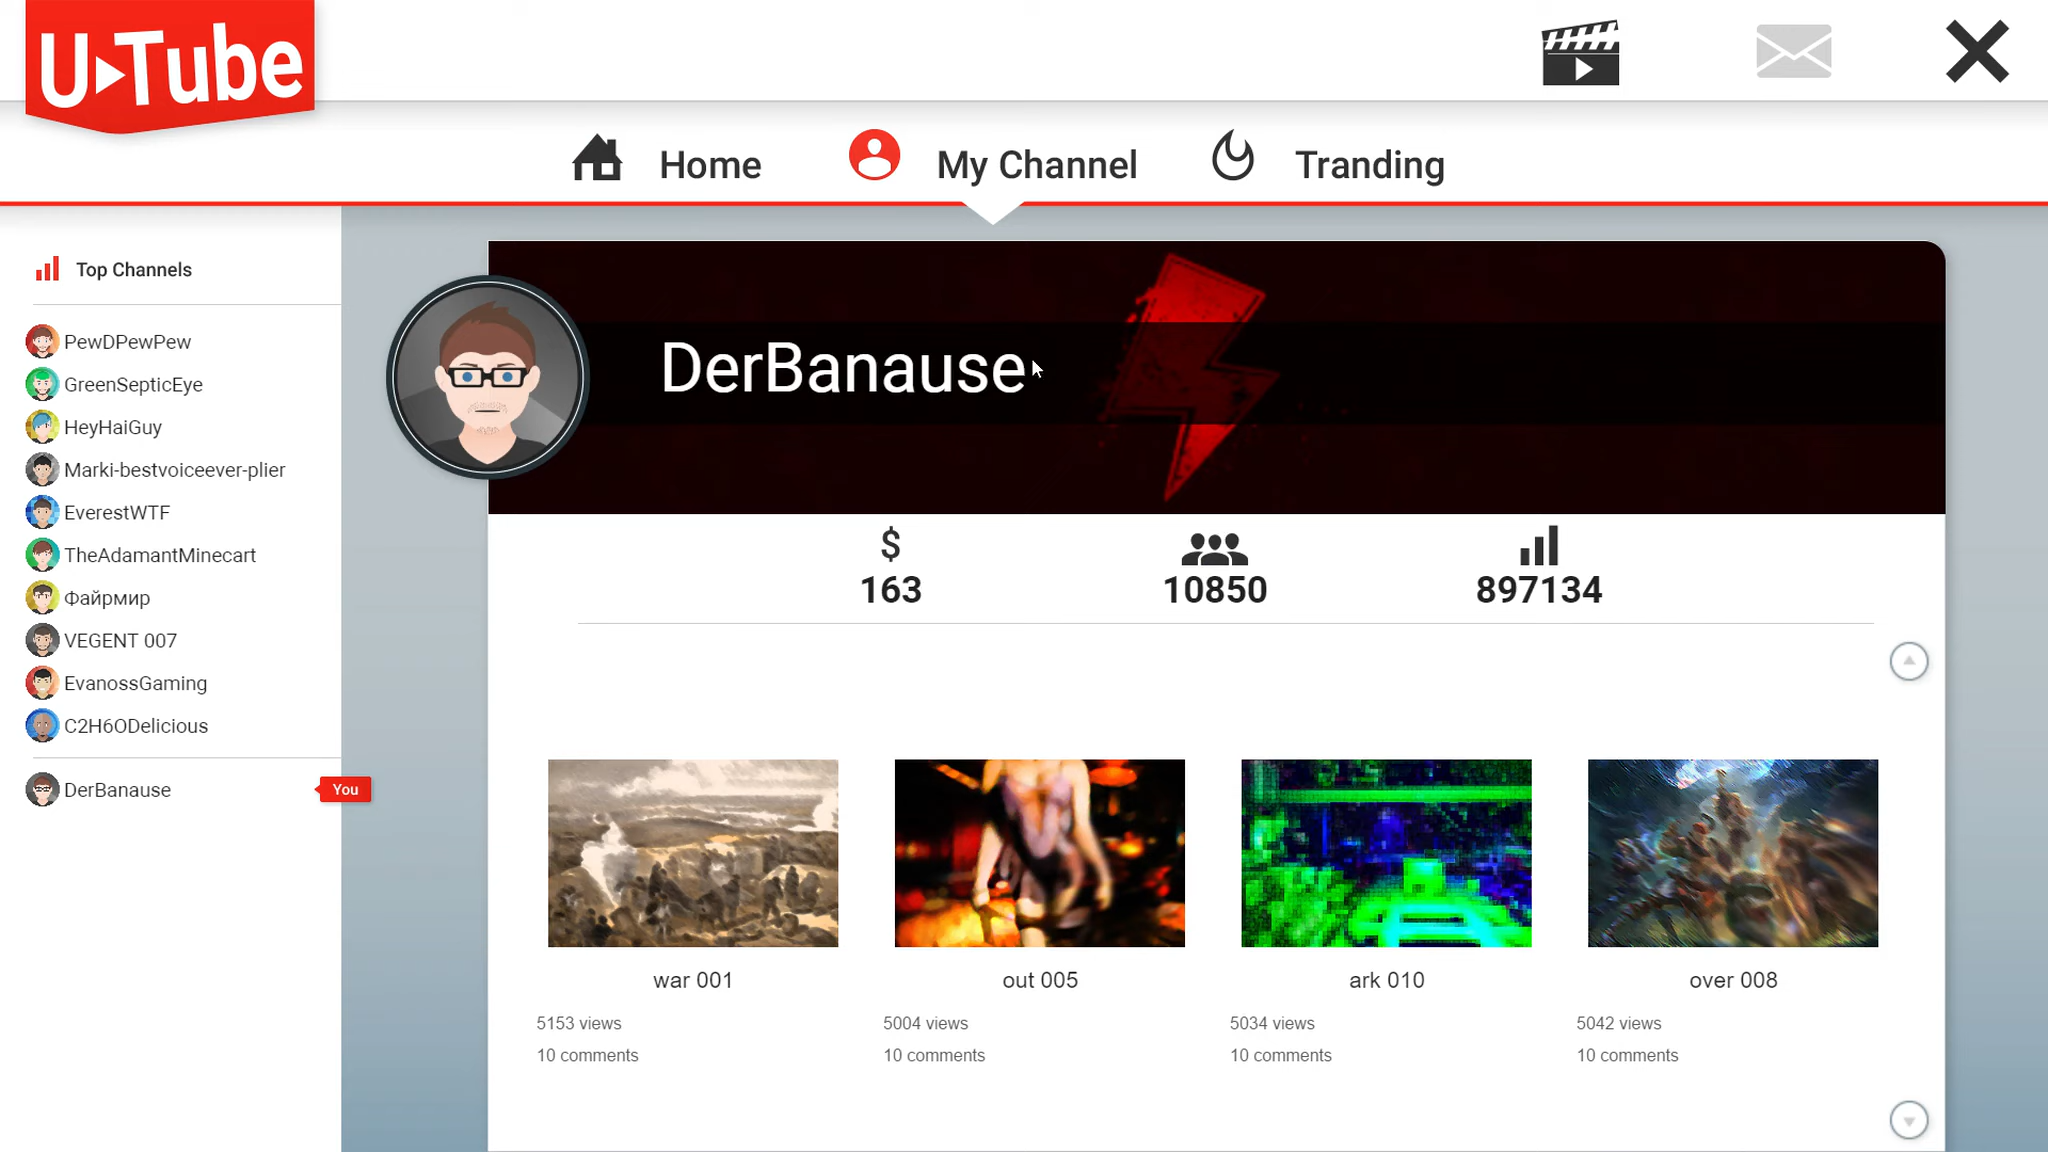 U▶Tube
Home
My Channel
Tranding
Top Channels
PewDPewPew
GreenSepticEye
HeyHaiGuy
Marki-bestvoiceever-plier
EverestWTF
TheAdamantMinecart
Файрмир
VEGENT 007
EvanossGaming
C2H6ODelicious
DerBanause
You
DerBanause
$
163
10850
897134
war 001
5153 views
10 comments
out 005
5004 views
10 comments
ark 010
5034 views
10 comments
over 008
5042 views
10 comments